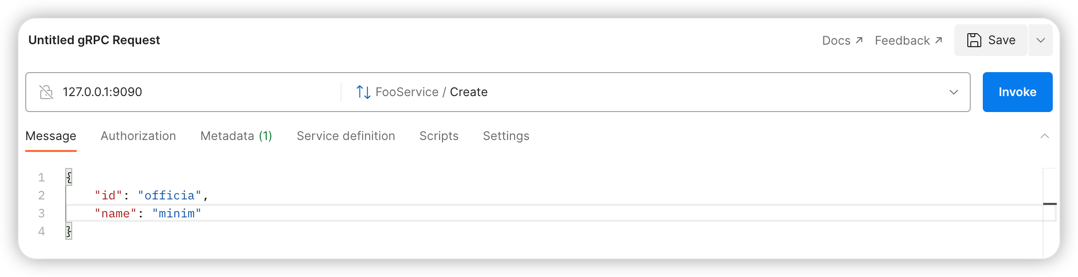 Untitled gRPC Request
Docs ↗ Feedback ↗ Save
127.0.0.1:9090 FooService / Create Invoke
Message Authorization Metadata (1) Service definition Scripts Settings
1 {
2 "id": "officia",
3 "name": "minim"
4 }